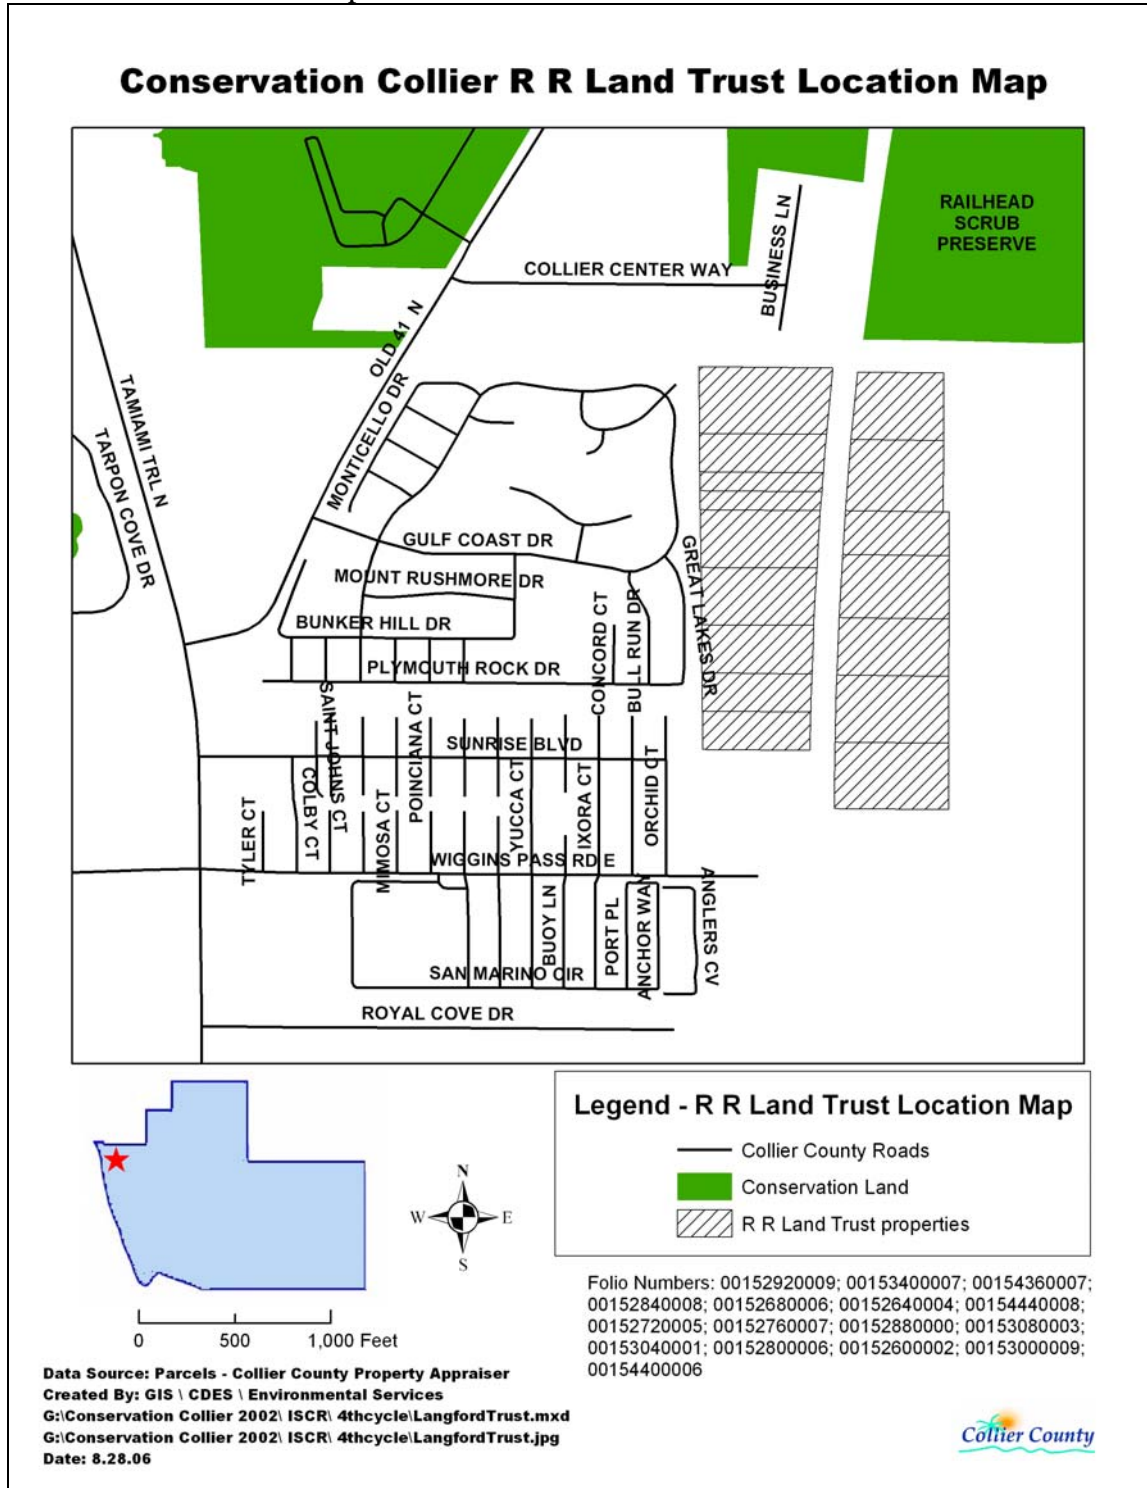 Conservation Collier R R Land Trust Location Map
RAILHEAD
SCRUB
PRESERVE
BUSINESS LN
COLLIER CENTER WAY
OLD 41 N
MONTICELLO DR
TAMIAMI TRL N
TARPON COVE DR
GULF COAST DR
GREAT LAKES DR
MOUNT RUSHMORE DR
BUNKER HILL DR
CONCORD CT
BULL RUN DR
PLYMOUTH ROCK DR
SAINT JOHNS CT
POINCIANA CT
SUNRISE BLVD
TYLER CT
COLBY CT
MIMOSA CT
YUCCA CT
IXORA CT
ORCHID CT
WIGGINS PASS RD E
BUOY LN
PORT PL
ANCHOR WAY
ANGLERS CV
SAN MARINO CIR
ROYAL COVE DR
Legend - R R Land Trust Location Map
Collier County Roads
Conservation Land
R R Land Trust properties
N
W E
S
0 500 1,000 Feet
Folio Numbers: 00152920009; 00153400007; 00154360007;
00152840008; 00152680006; 00152640004; 00154440008;
00152720005; 00152760007; 00152880000; 00153080003;
00153040001; 00152800006; 00152600002; 00153000009;
00154400006
Data Source: Parcels - Collier County Property Appraiser
Created By: GIS \ CDES \ Environmental Services
G:\Conservation Collier 2002\ ISCR\ 4thcycle\LangfordTrust.mxd
G:\Conservation Collier 2002\ ISCR\ 4thcycle\LangfordTrust.jpg
Date: 8.28.06
Collier County